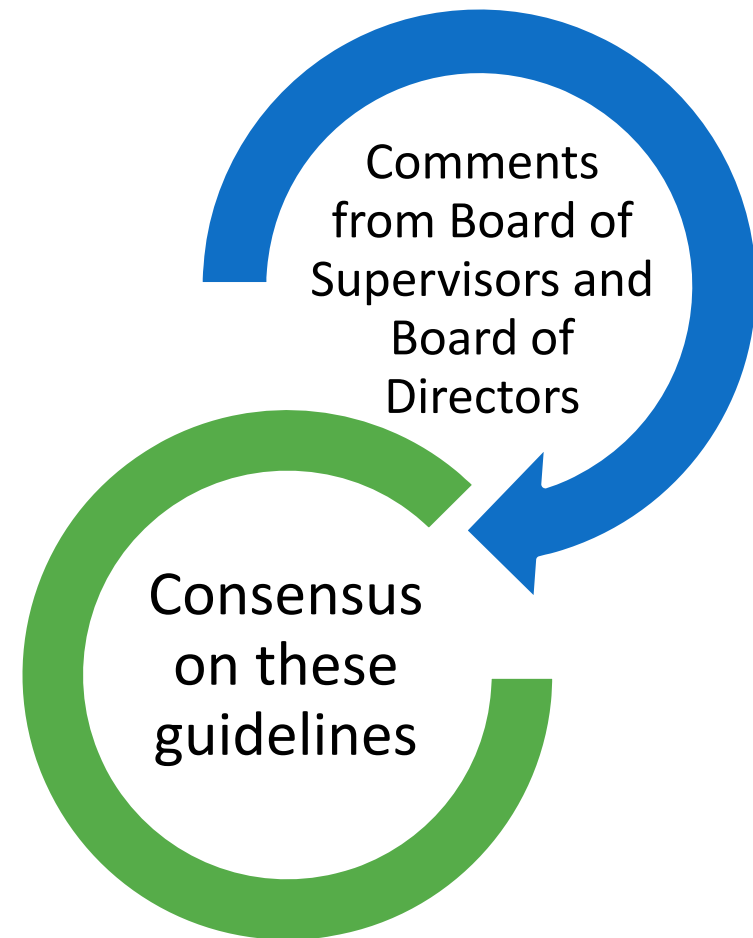 Comments
from Board of
Supervisors and
Board of
Directors
Consensus
on these
guidelines